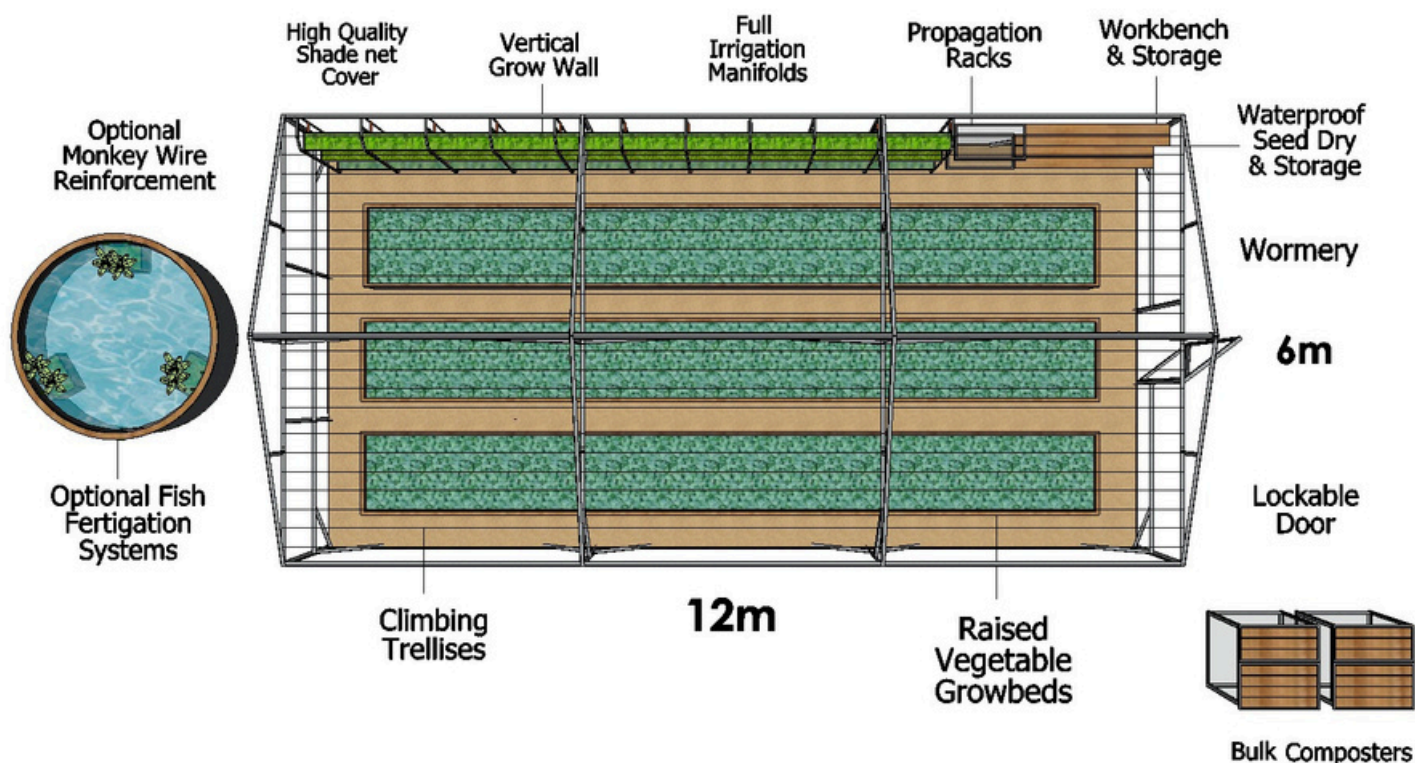 High Quality
Shade net
Cover
Vertical
Grow Wall
Full
Irrigation
Manifolds
Propagation
Racks
Workbench
& Storage
Optional
Monkey Wire
Reinforcement
Waterproof
Seed Dry
& Storage
Wormery
6m
Optional Fish
Fertigation
Systems
Lockable
Door
Climbing
Trellises
12m
Raised
Vegetable
Growbeds
Bulk Composters